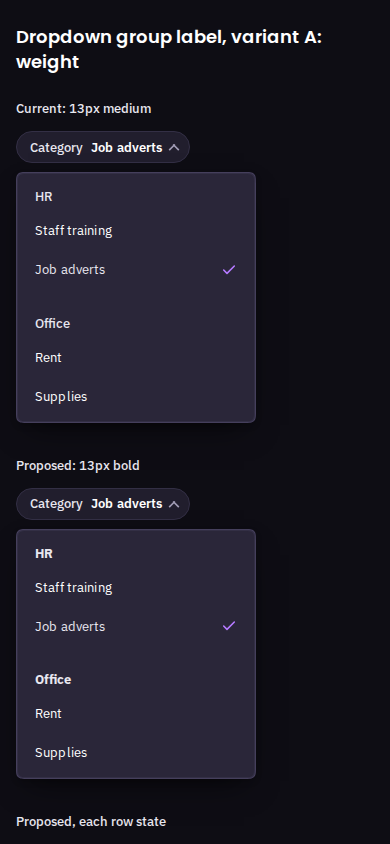 Dropdown group label, variant A:
weight
Current: 13px medium
Category Job adverts
HR
Staff training
Job adverts
Office
Rent
Supplies
Proposed: 13px bold
Category Job adverts
HR
Staff training
Job adverts
Office
Rent
Supplies
Proposed, each row state